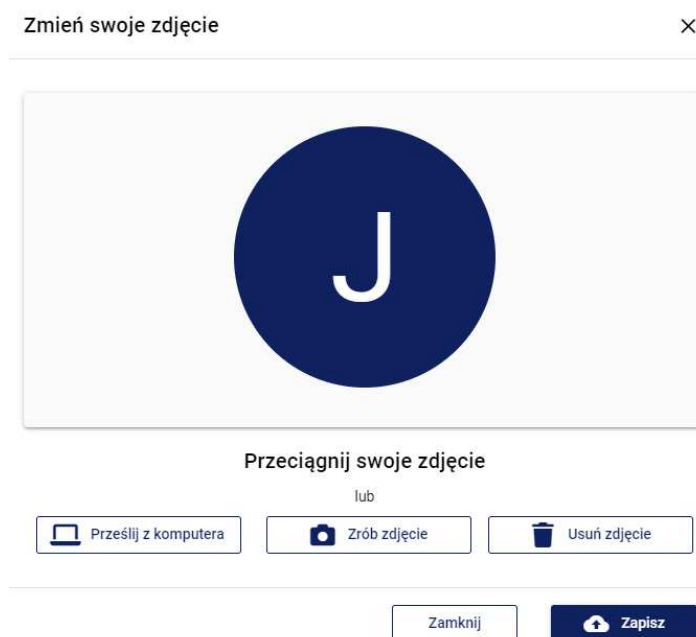 Zmień swoje zdjęcie
J
Przeciągnij swoje zdjęcie
lub
Prześlij z komputera
Zrób zdjęcie
Usuń zdjęcie
Zamknij
Zapisz